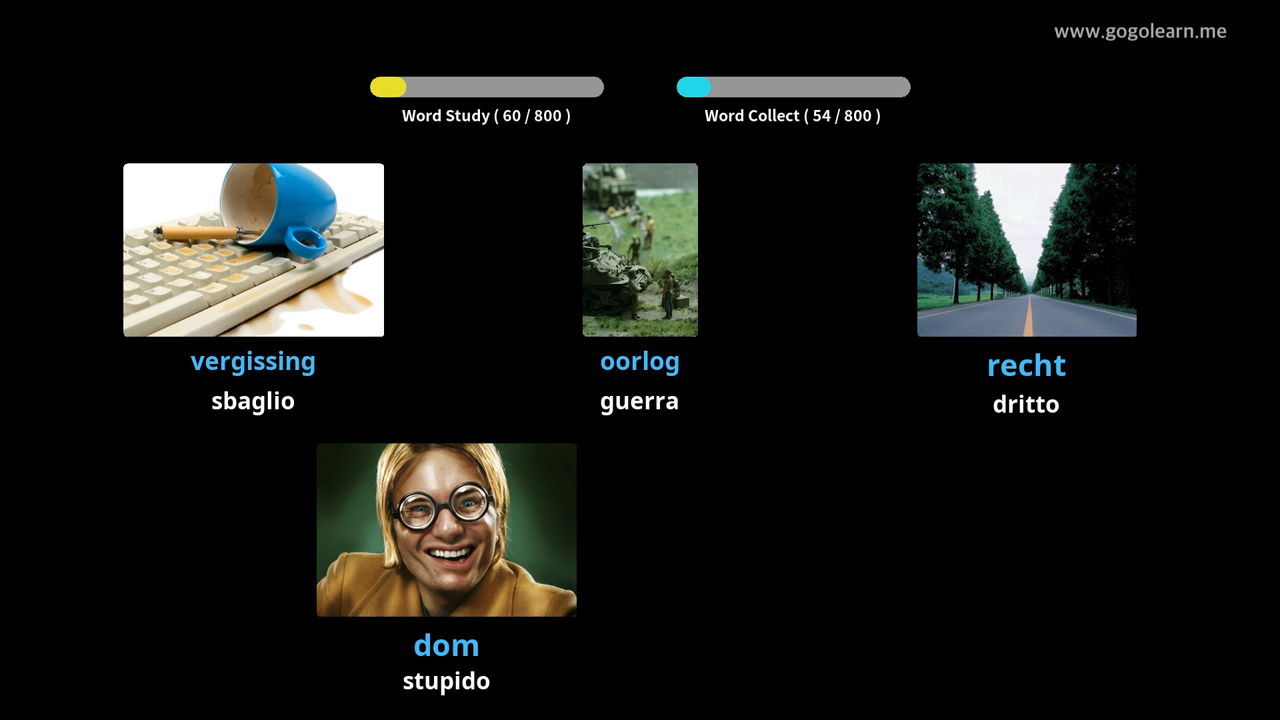 www.gogolearn.me
Word Study ( 60 / 800 )
Word Collect ( 54 / 800 )
vergissing
sbaglio
oorlog
guerra
recht
dritto
dom
stupido